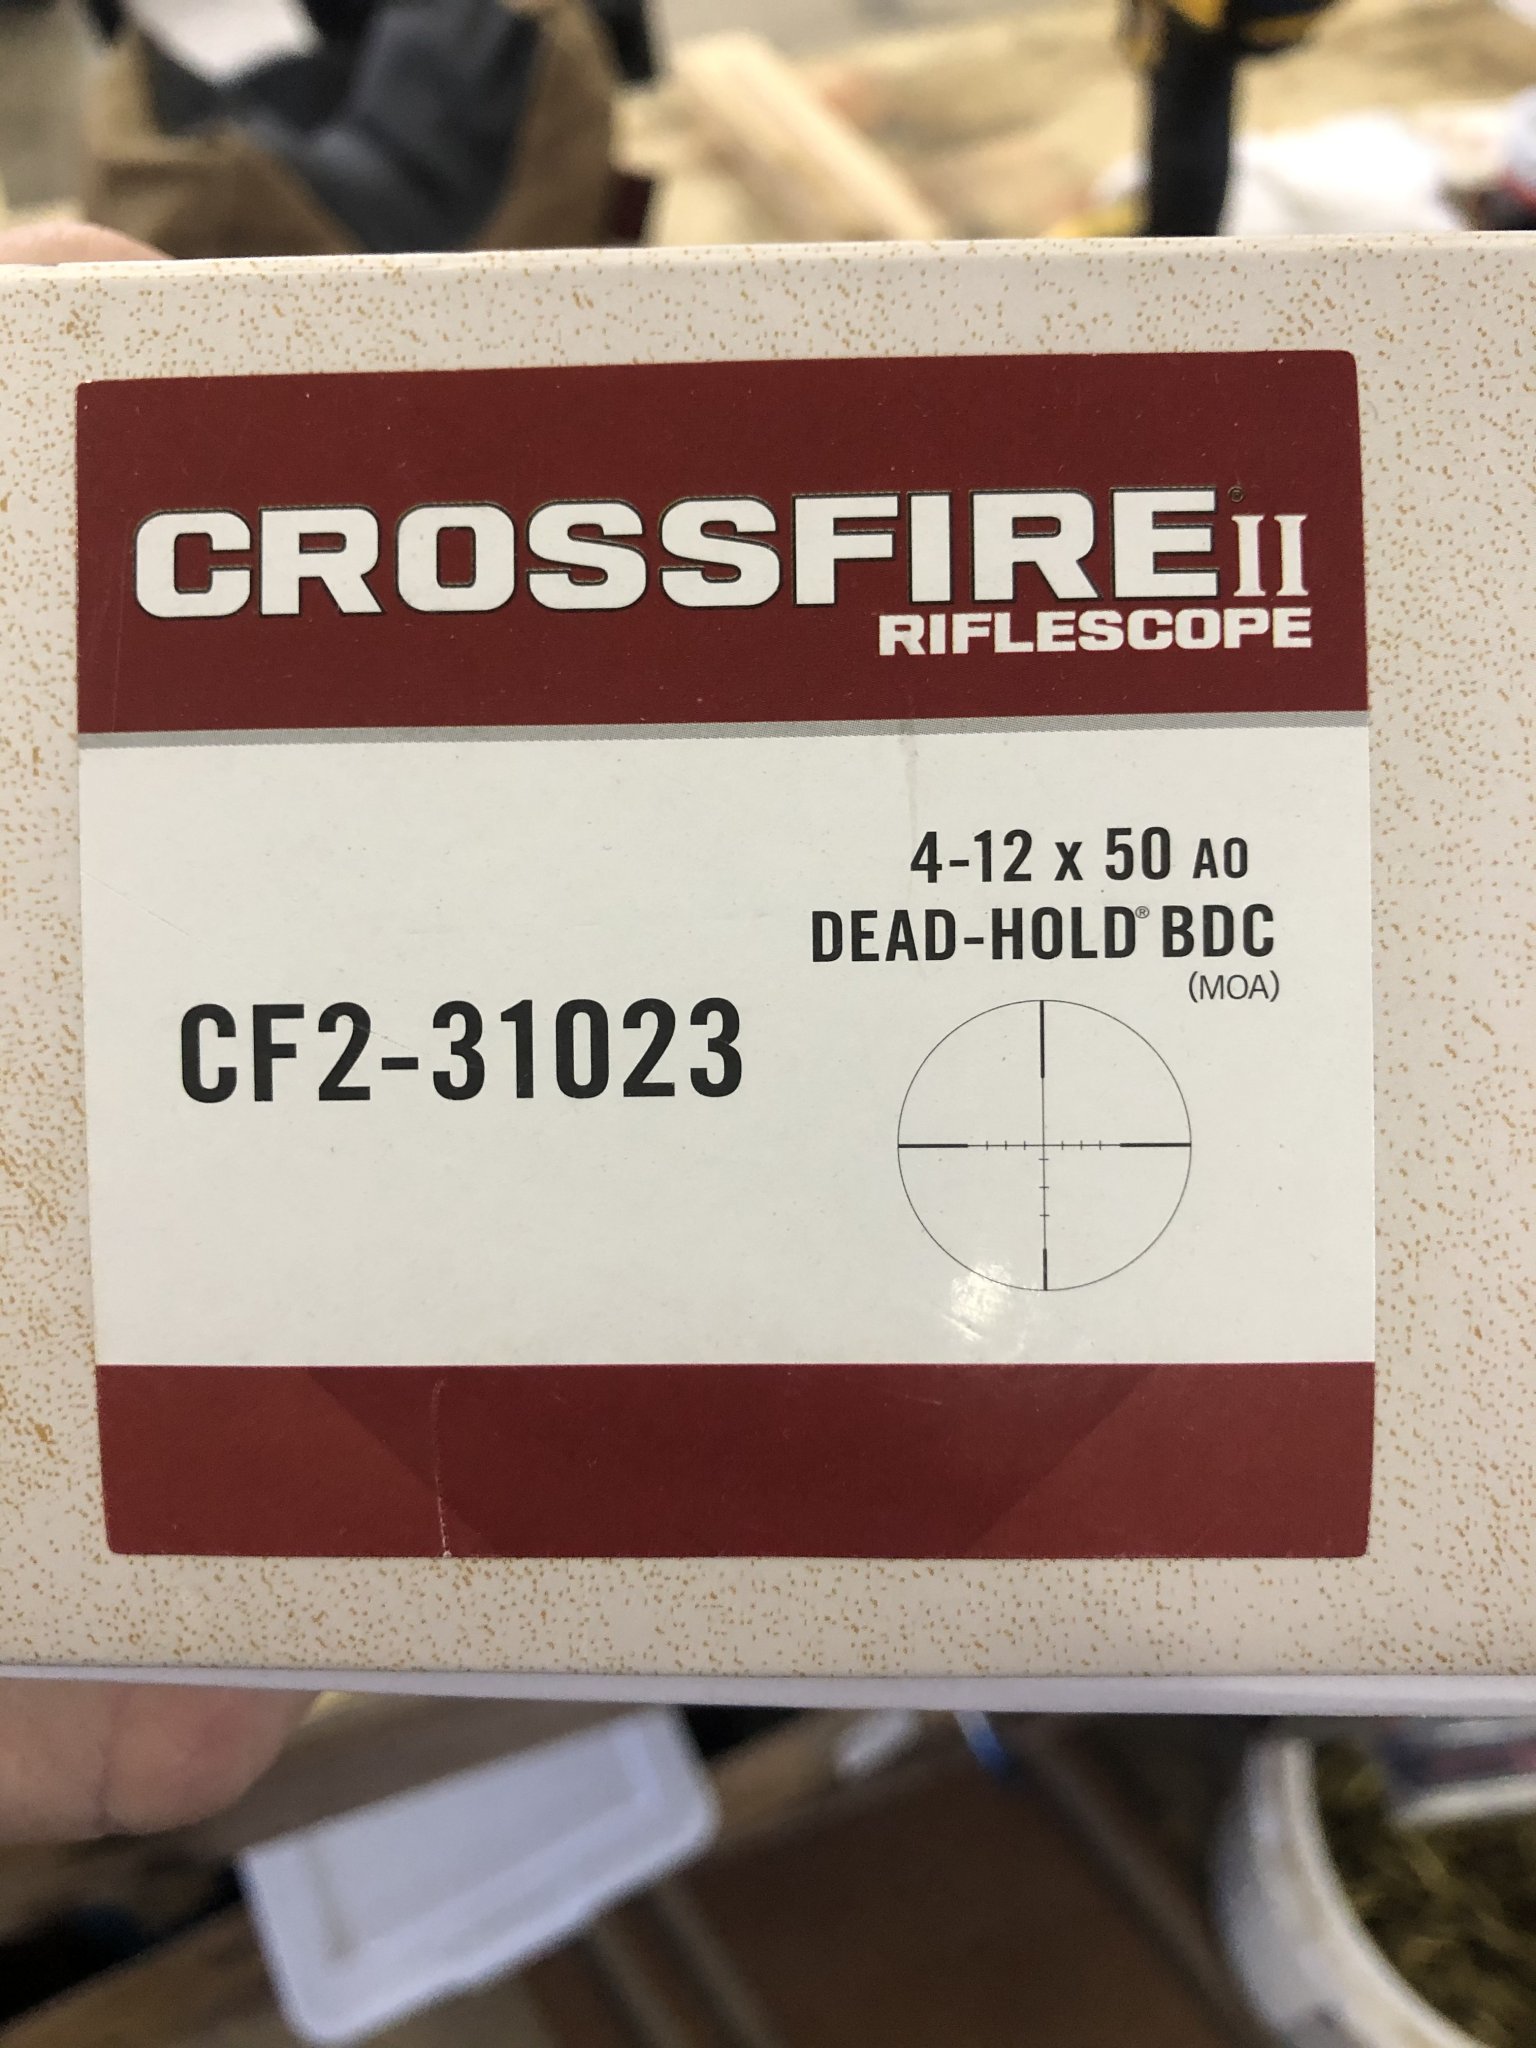 CROSSFIRE® II
RIFLESCOPE
4-12 x 50 AO
DEAD-HOLD® BDC
(MOA)
CF2-31023